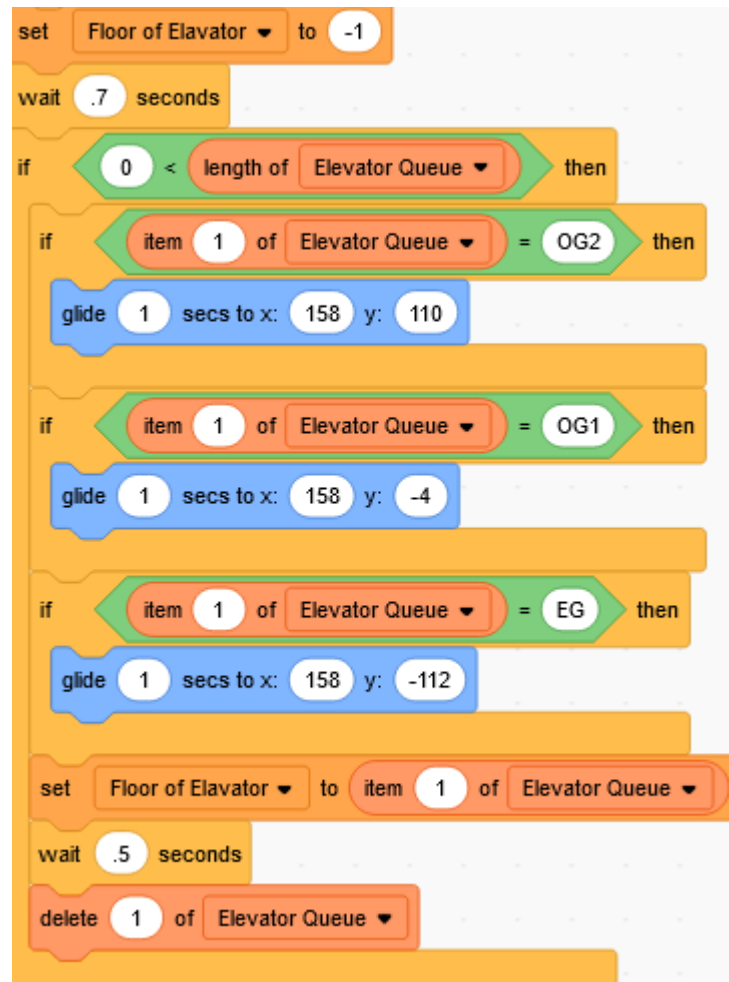 set Floor of Elavator to -1
wait .7 seconds
if 0 < length of Elevator Queue then
if item 1 of Elevator Queue = OG2 then
glide 1 secs to x: 158 y: 110
if item 1 of Elevator Queue = OG1 then
glide 1 secs to x: 158 y: -4
if item 1 of Elevator Queue = EG then
glide 1 secs to x: 158 y: -112
set Floor of Elavator to item 1 of Elevator Queue
wait .5 seconds
delete 1 of Elevator Queue